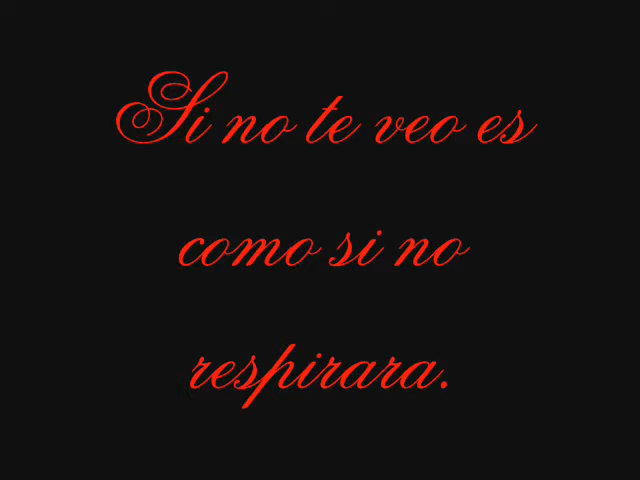 Si no te veo es
como si no
respirara.